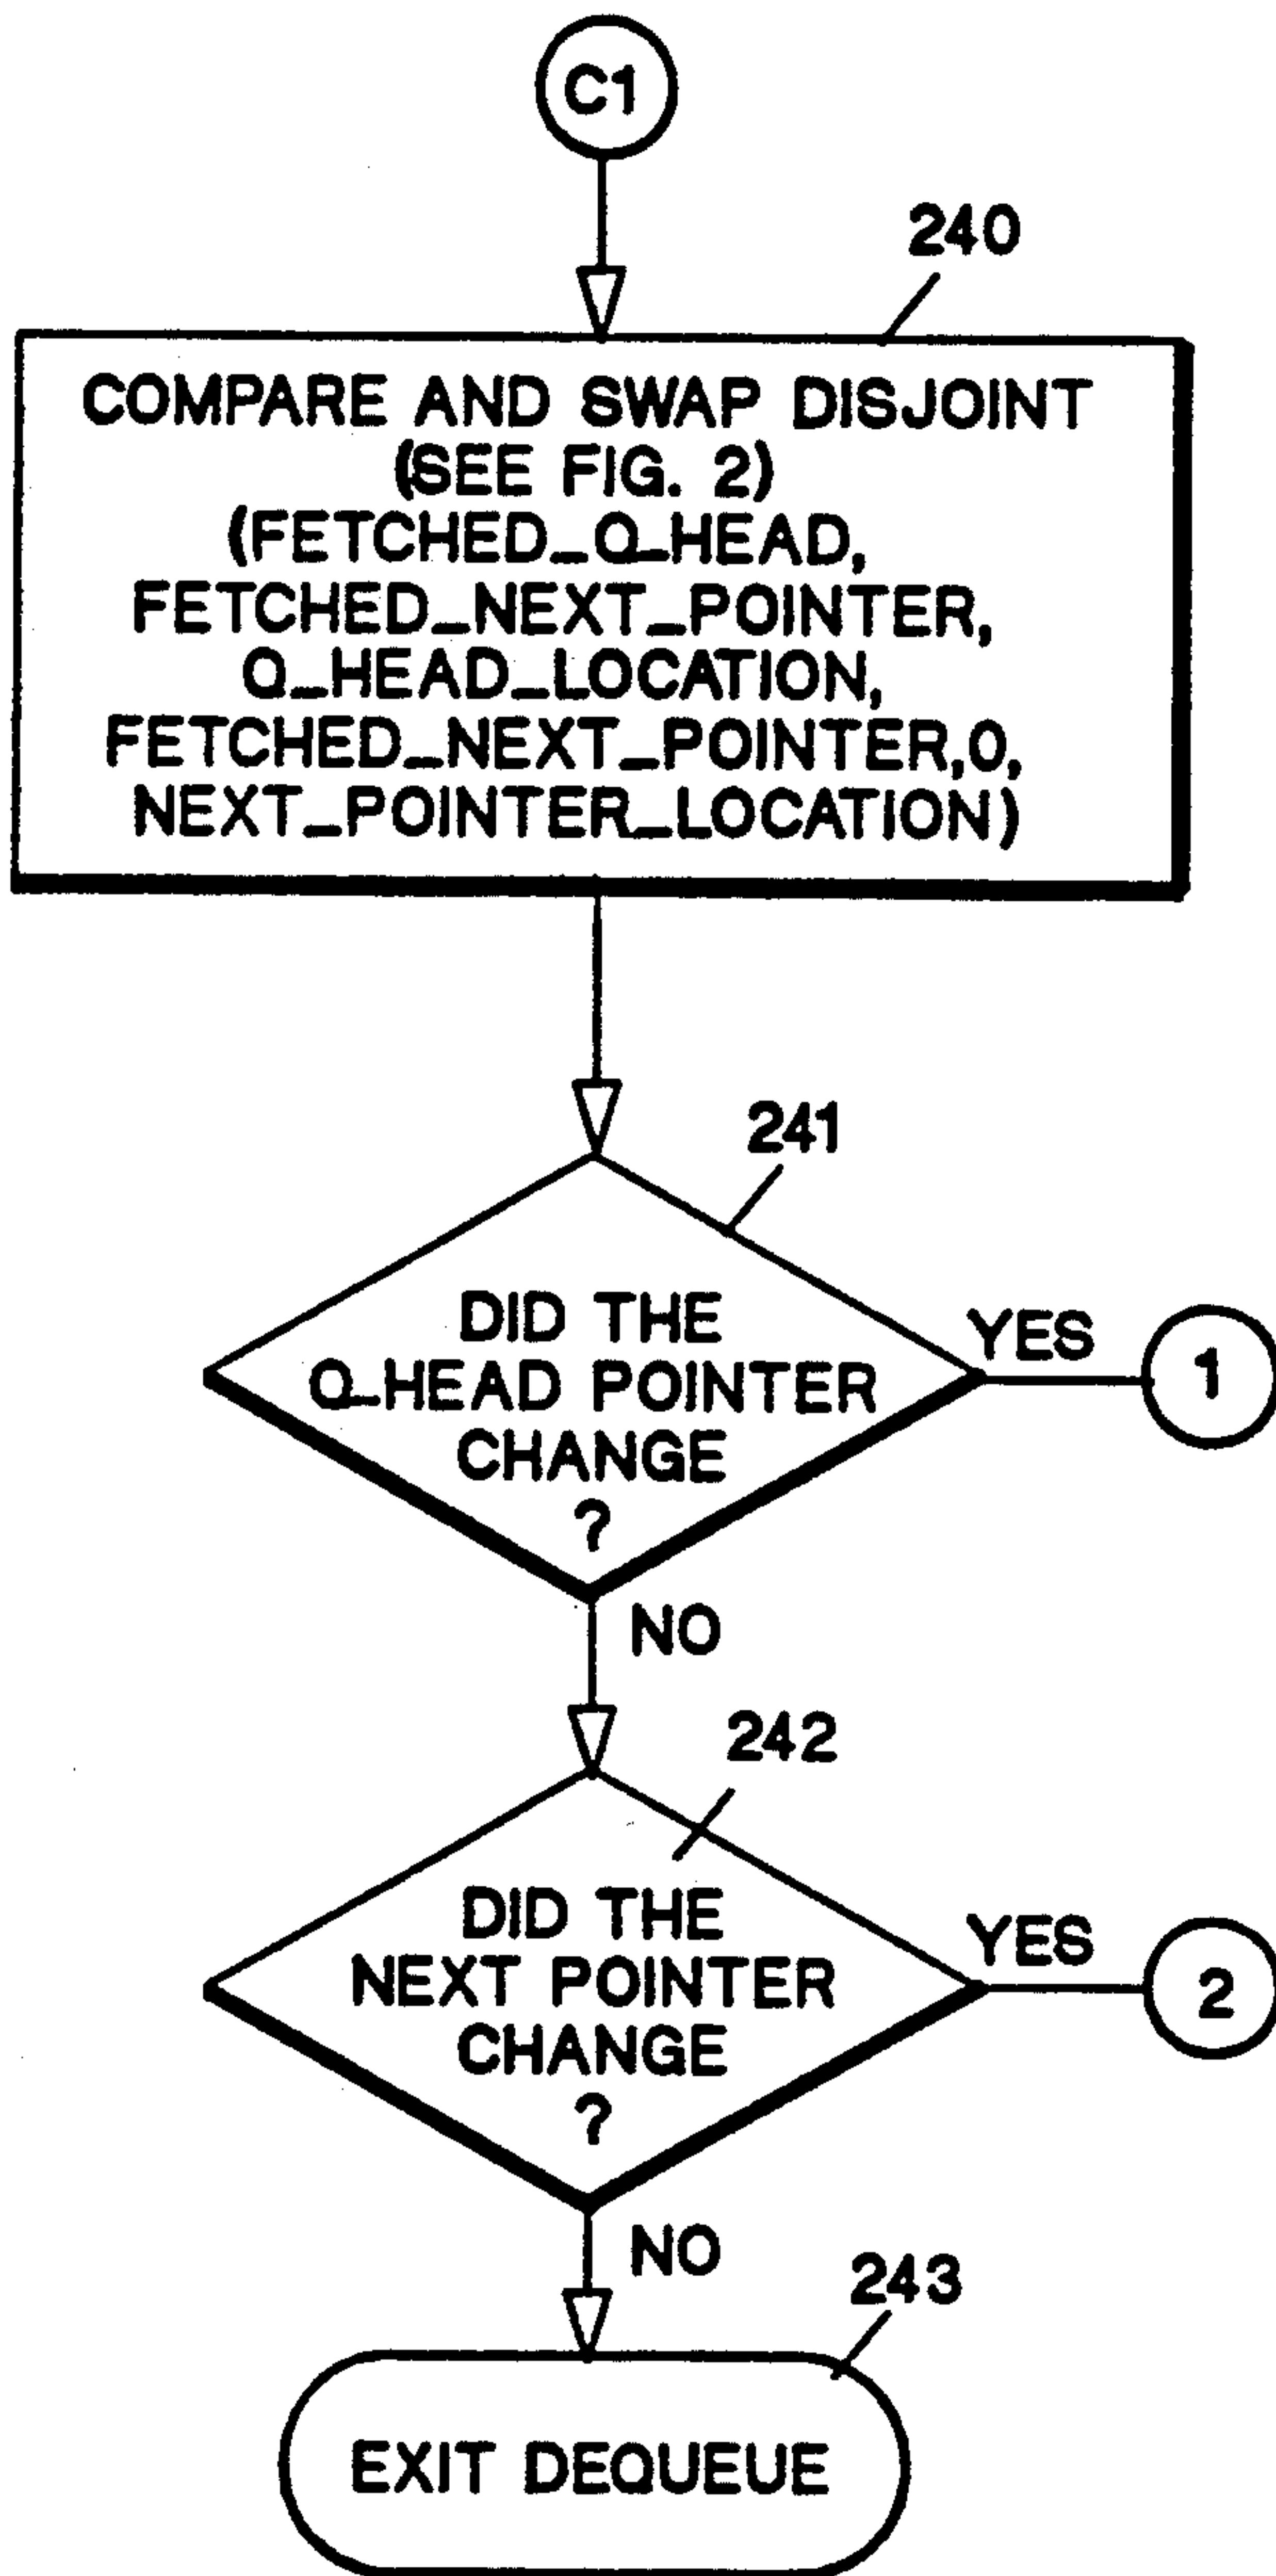 C1
240
COMPARE AND SWAP DISJOINT
(SEE FIG. 2)
(FETCHED_Q_HEAD,
FETCHED_NEXT_POINTER,
Q_HEAD_LOCATION,
FETCHED_NEXT_POINTER,0,
NEXT_POINTER_LOCATION)
241
DID THE
Q_HEAD POINTER
CHANGE
?
YES
1
NO
242
DID THE
NEXT POINTER
CHANGE
?
YES
2
NO
243
EXIT DEQUEUE